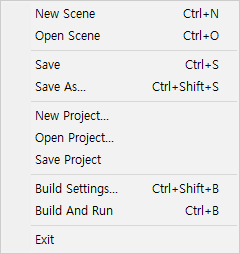 New Scene Ctrl+N
Open Scene Ctrl+O
Save Ctrl+S
Save As... Ctrl+Shift+S
New Project...
Open Project...
Save Project
Build Settings... Ctrl+Shift+B
Build And Run Ctrl+B
Exit